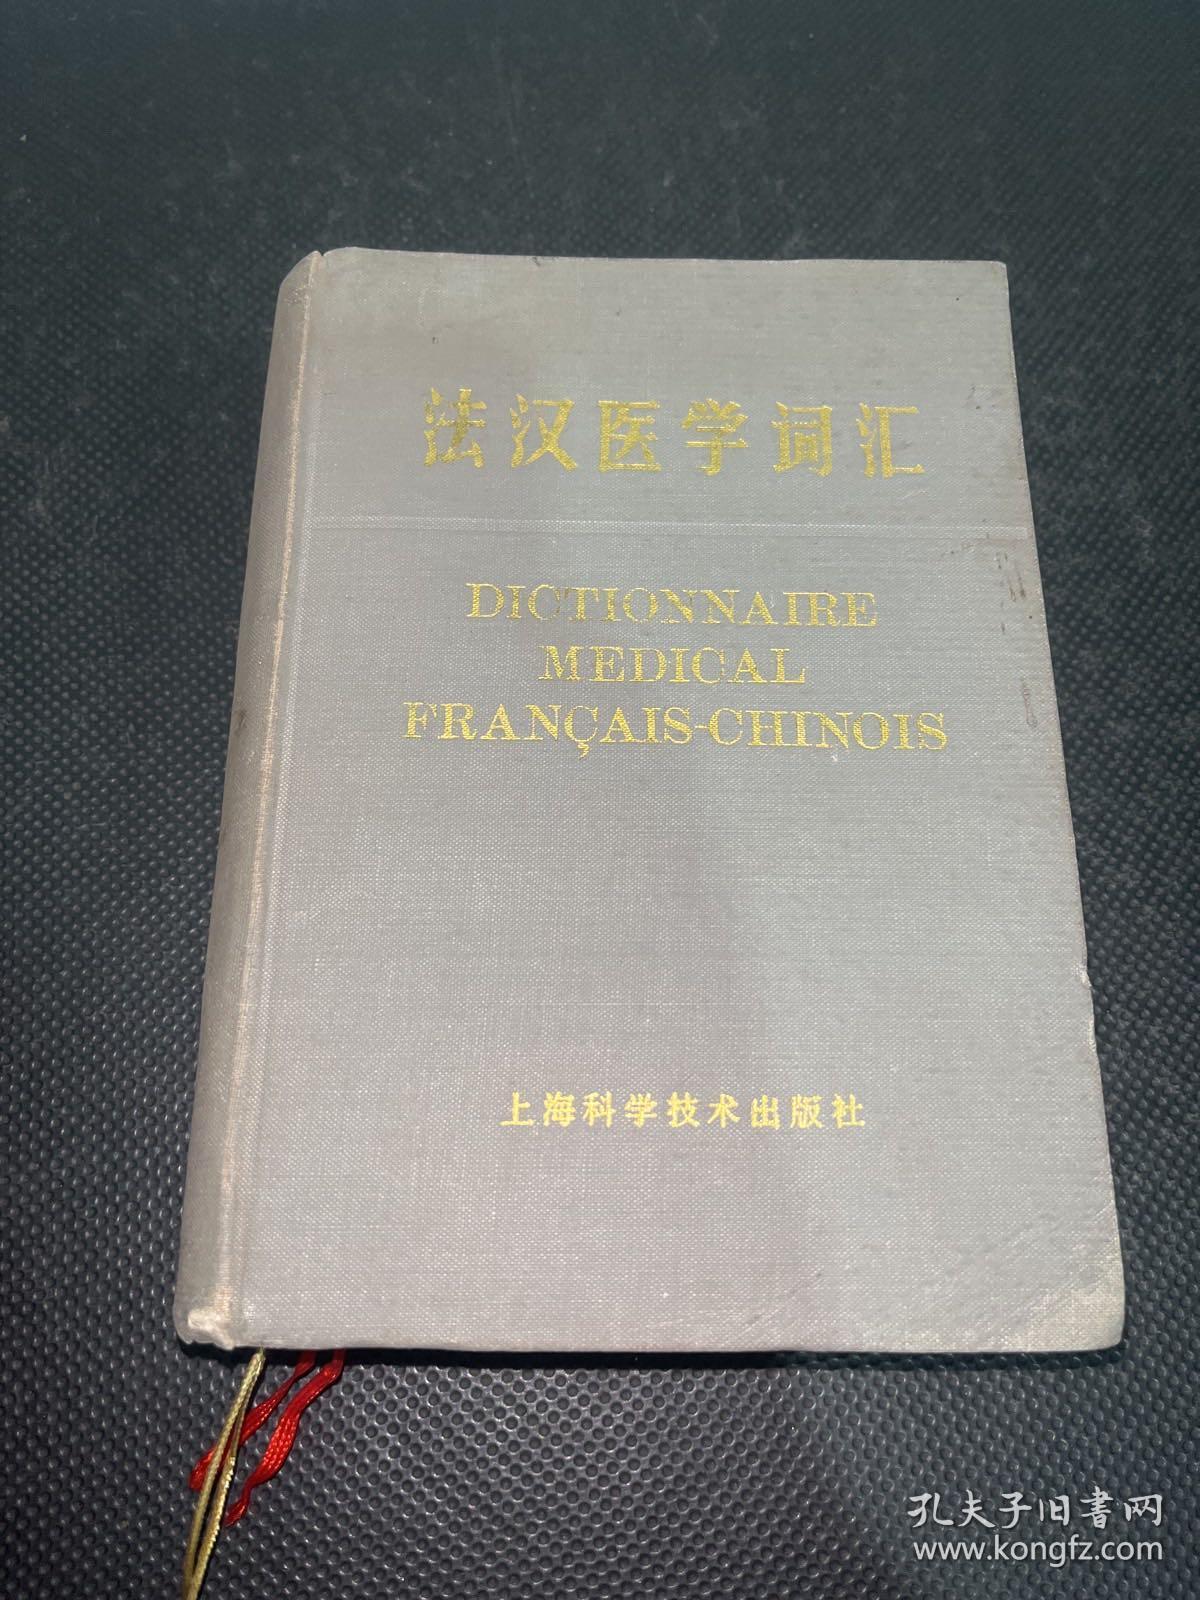 法汉医学词汇
DICTIONNAIRE
MEDICAL
FRANÇAIS-CHINOIS
上海科学技术出版社
孔夫子旧書网
www.kongfz.com